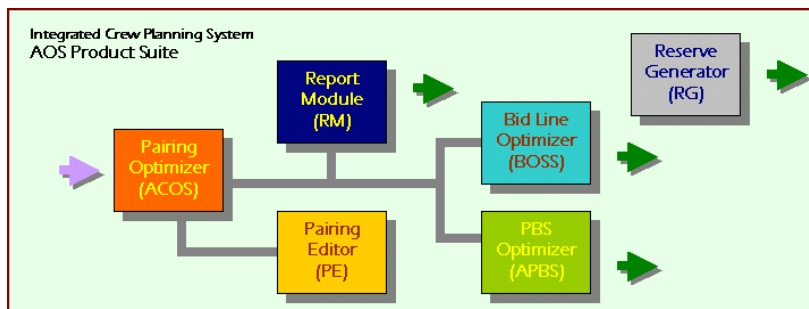 Integrated Crew Planning System
AOS Product Suite
Report
Module
(RM)
Reserve
Generator
(RG)
Pairing
Optimizer
(ACOS)
Bid Line
Optimizer
(BOSS)
Pairing
Editor
(PE)
PBS
Optimizer
(APBS)